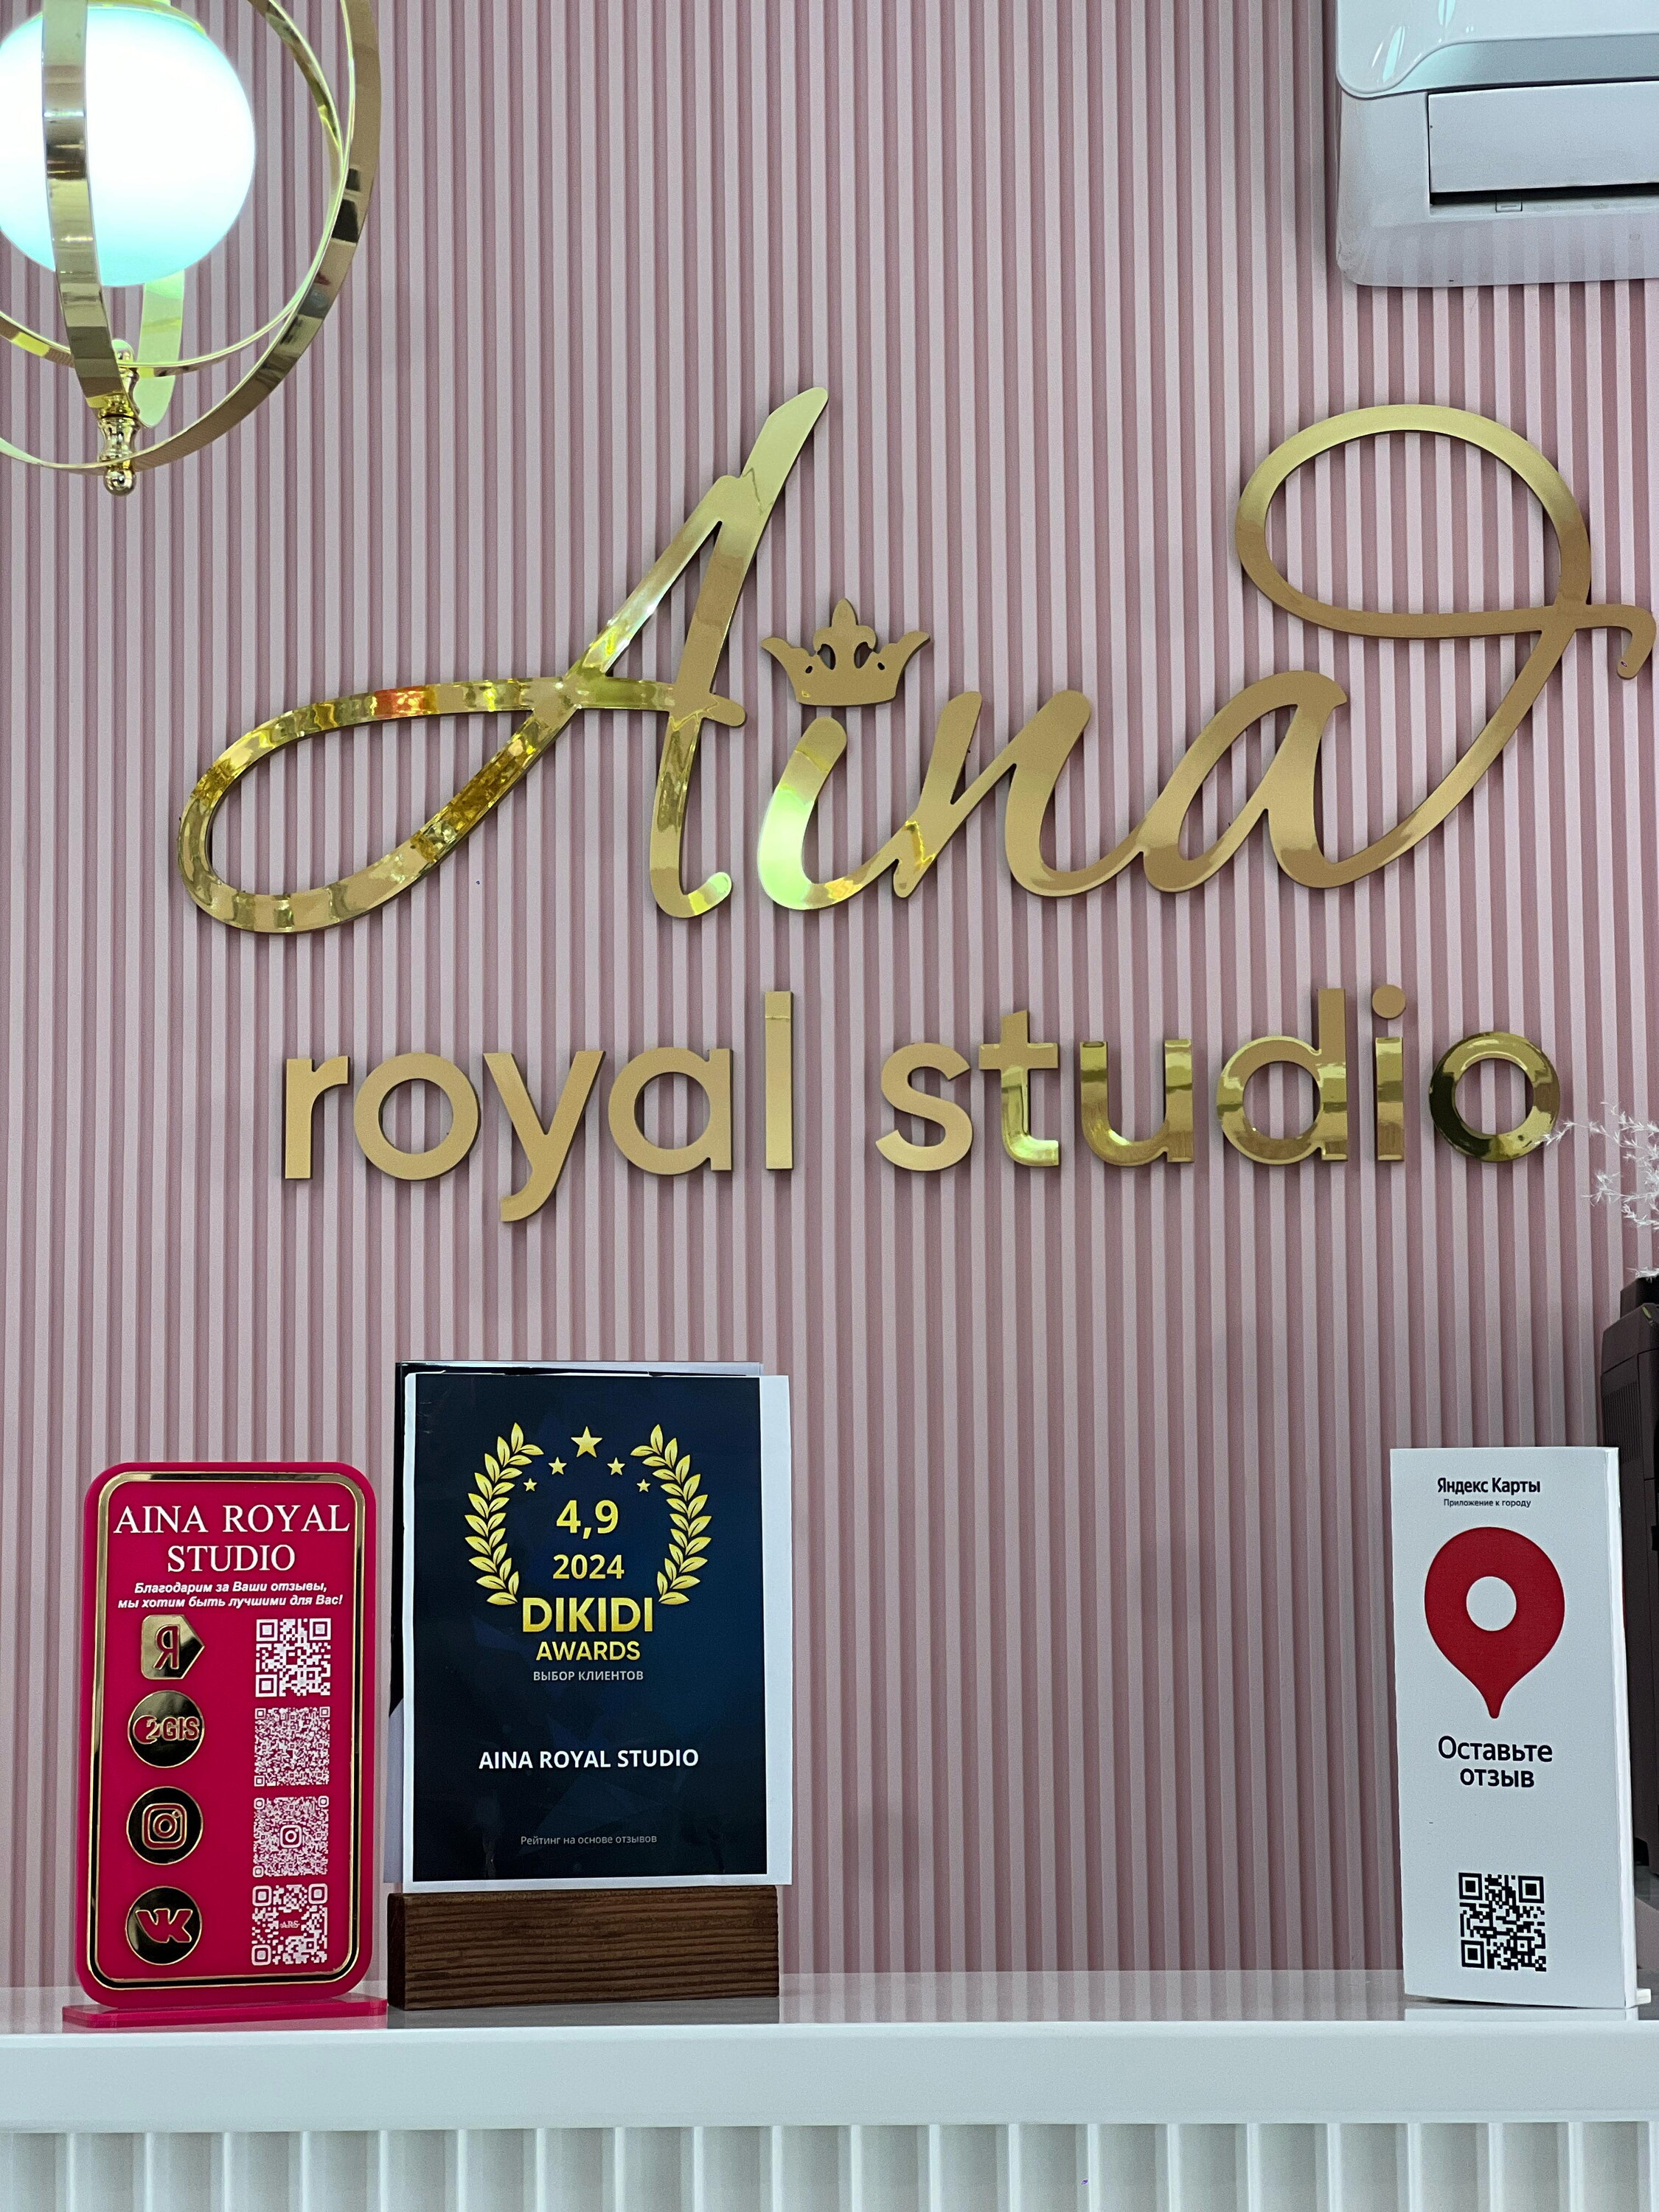 Aina
royal studio
AINA ROYAL
STUDIO
Благодарим за Ваши отзывы,
мы хотим быть лучшими для Вас!
Я
2GIS
VK
ARS
4,9
2024
DIKIDI
AWARDS
ВЫБОР КЛИЕНТОВ
AINA ROYAL STUDIO
Рейтинг на основе отзывов
Яндекс Карты
Приложение к городу
Оставьте
отзыв